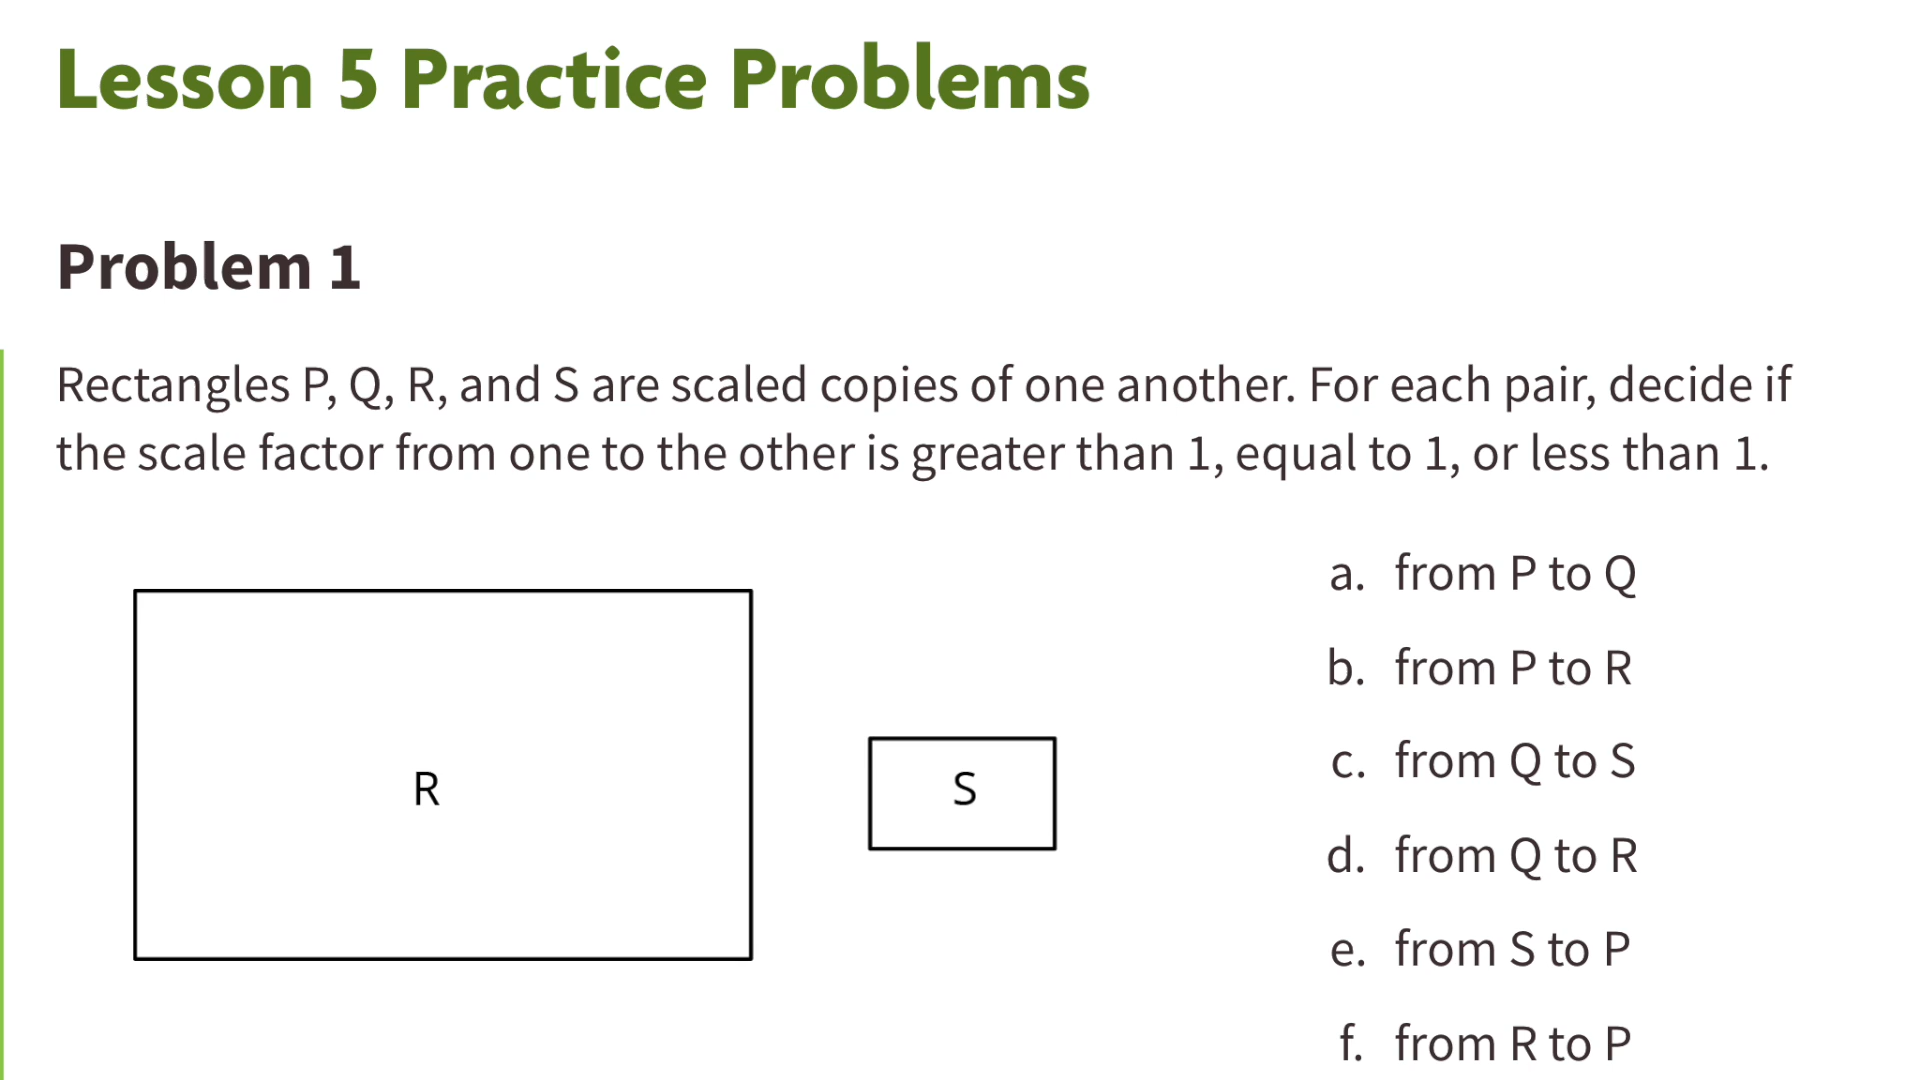 Lesson 5 Practice Problems
Problem 1
Rectangles P, Q, R, and S are scaled copies of one another. For each pair, decide if
the scale factor from one to the other is greater than 1, equal to 1, or less than 1.
R
S
a. from P to Q
b. from P to R
c. from Q to S
d. from Q to R
e. from S to P
f. from R to P